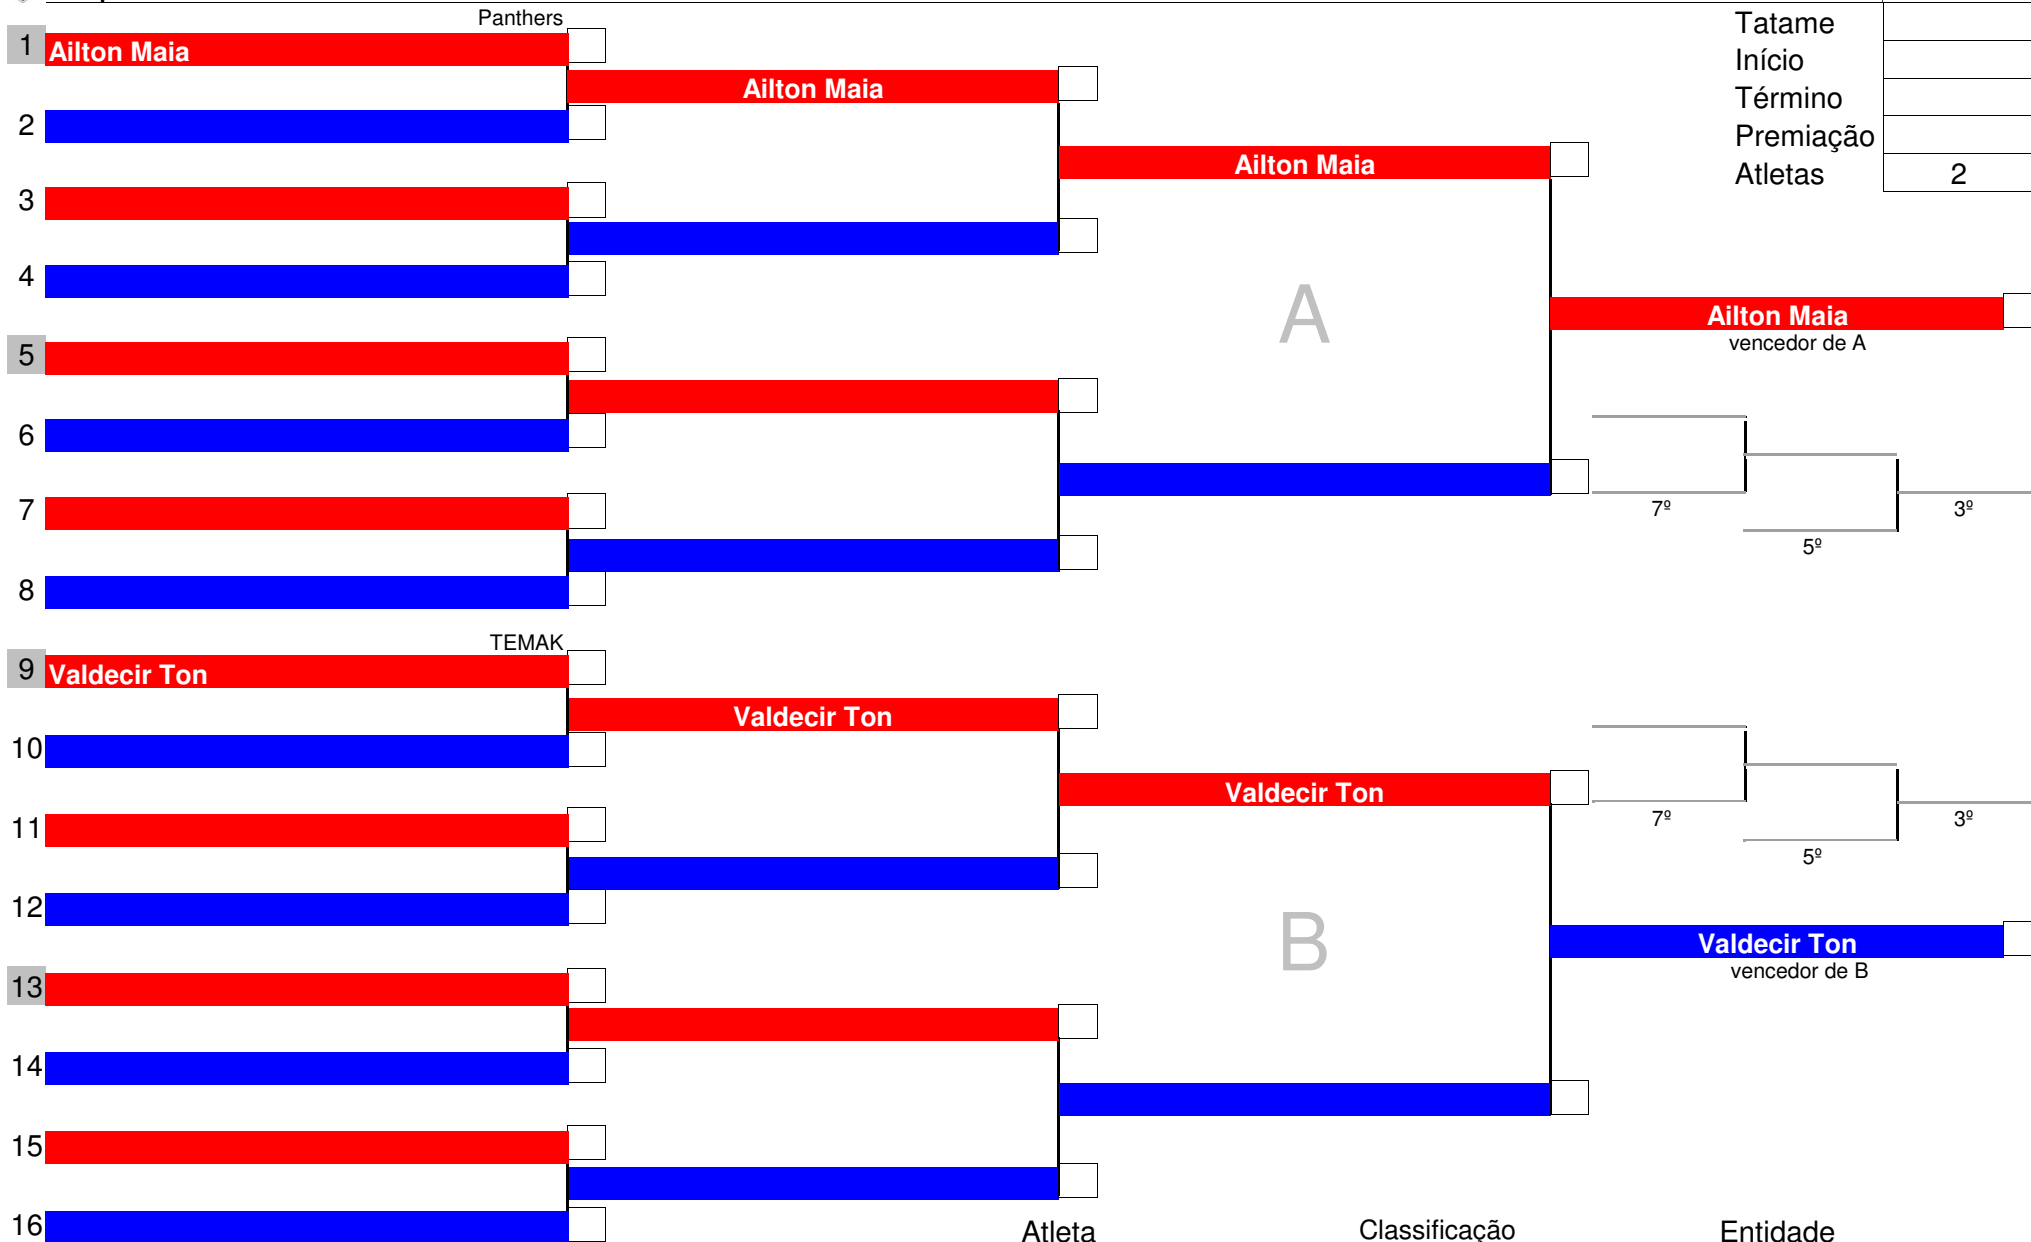 Panthers
Tatame
1 Ailton Maia
Início
Ailton Maia
Término
2
Premiação
Ailton Maia
Atletas 2
3
4
A
Ailton Maia
vencedor de A
5
6
7º 3º
7
5º
8
TEMAK
9 Valdecir Ton
Valdecir Ton
10
Valdecir Ton
7º 3º
11
5º
12
B
Valdecir Ton
vencedor de B
13
14
15
16
Atleta Classificação Entidade